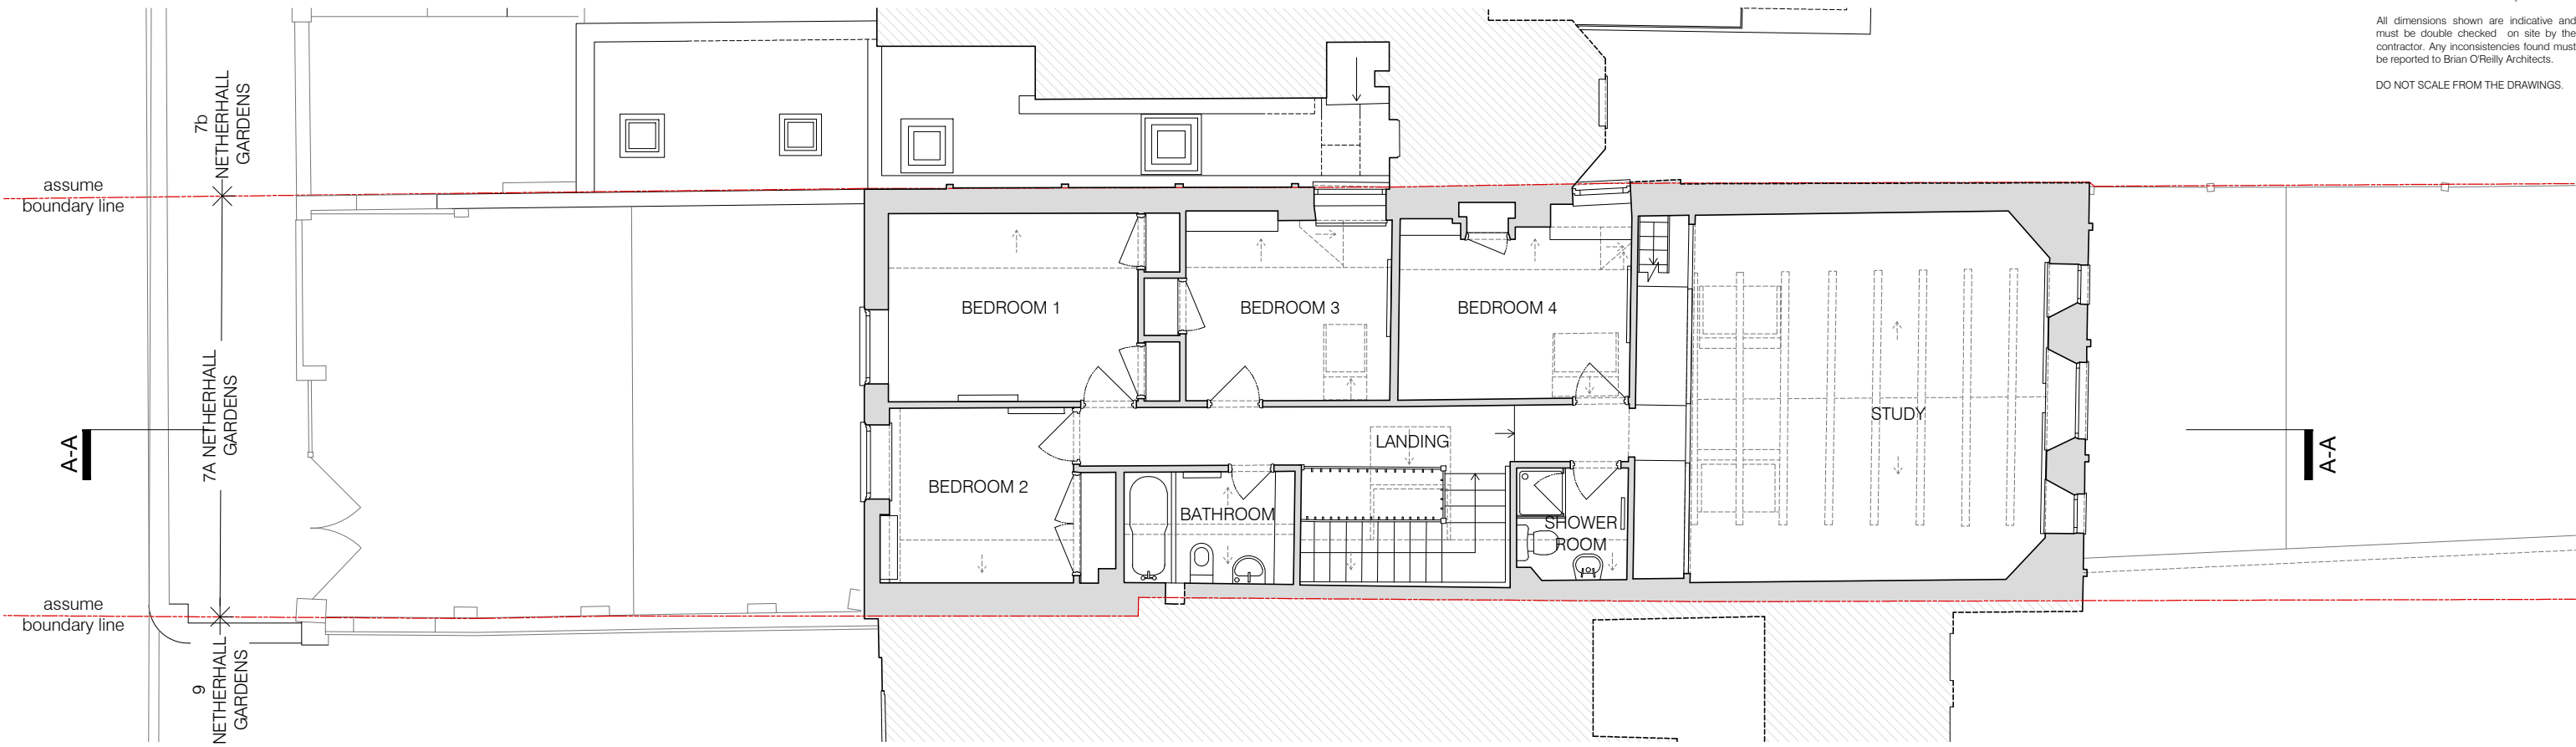 All dimensions shown are indicative and
must be double checked on site by the
contractor. Any inconsistencies found must
be reported to Brian O'Reilly Architects.
DO NOT SCALE FROM THE DRAWINGS.
7b
NETHERHALL
GARDENS
assume
boundary line
BEDROOM 1
BEDROOM 3
BEDROOM 4
7A NETHERHALL
GARDENS
STUDY
A-A
LANDING
A-A
BEDROOM 2
BATHROOM
SHOWER
ROOM
assume
boundary line
9
NETHERHALL
GARDENS